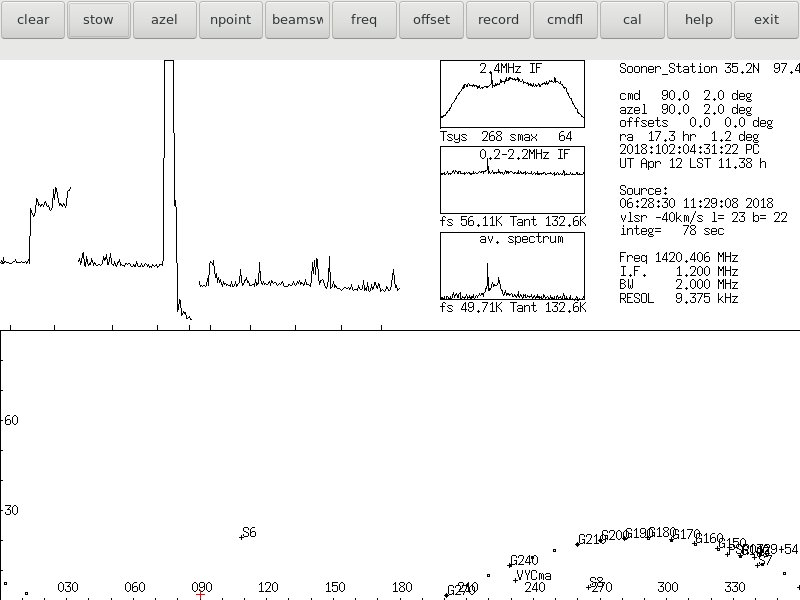 clear stow azel npoint beamsw freq offset record cmdfl cal help exit
2.4MHz IF
Tsys 268 smax 64
0.2-2.2MHz IF
fs 56.11K Tant 132.6K
av. spectrum
fs 49.71K Tant 132.6K
Sooner_Station 35.2N 97.4
cmd 90.0 2.0 deg
azel 90.0 2.0 deg
offsets 0.0 0.0 deg
ra 17.3 hr 1.2 deg
2018:102:04:31:22 PC
UT Apr 12 LST 11.38 h
Source:
06:28:30 11:29:08 2018
vlsr -40km/s l= 23 b= 22
integ= 78 sec
Freq 1420.406 MHz
I.F. 1.200 MHz
BW 2.000 MHz
RESOL 9.375 kHz
60
30
S6
G210 G200 G190 G180 G170 G160 G150
S7
G240
VYCma
S8
G270
030 090 120 150 180 210 240 270 300 330